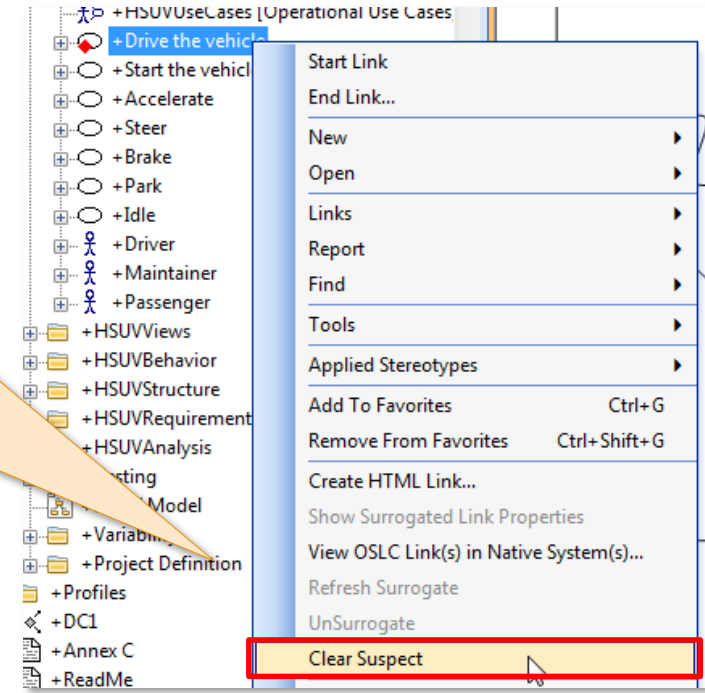 +HSUVUseCases [Operational Use Cases
+Drive the vehicle
+Start the vehicl
+Accelerate
+Steer
+Brake
+Park
+Idle
+Driver
+Maintainer
+Passenger
+HSUVViews
+HSUVBehavior
+HSUVStructure
+HSUVRequirement
+HSUVAnalysis
sting
Model
+Variability
+Project Definition
+Profiles
+DC1
+Annex C
+ReadMe
Start Link
End Link...
New
Open
Links
Report
Find
Tools
Applied Stereotypes
Add To Favorites Ctrl+G
Remove From Favorites Ctrl+Shift+G
Create HTML Link...
Show Surrogated Link Properties
View OSLC Link(s) in Native System(s)...
Refresh Surrogate
UnSurrogate
Clear Suspect